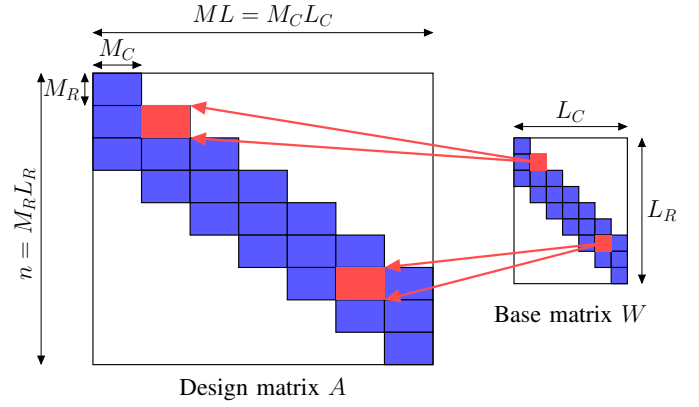 ML = M_C L_C
M_C
M_R
n = M_R L_R
L_C
L_R
Base matrix W
Design matrix A